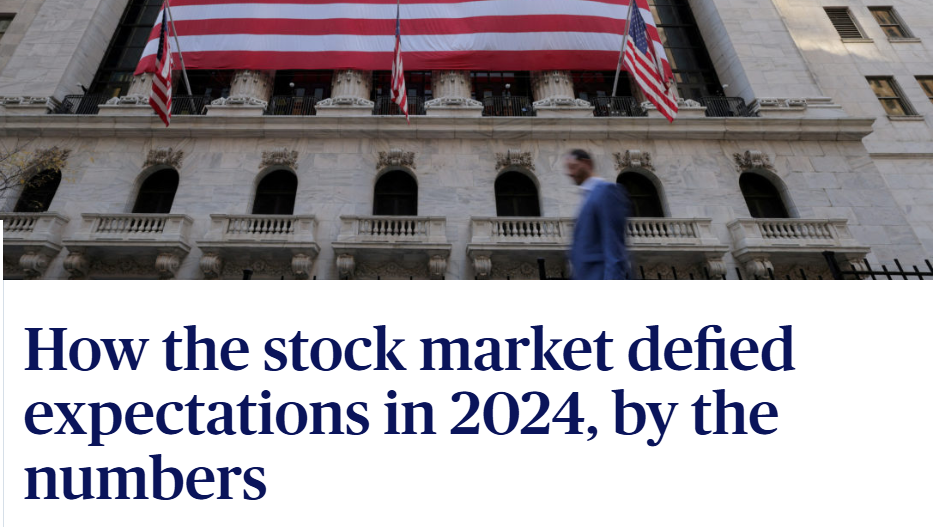 How the stock market defied
expectations in 2024, by the
numbers